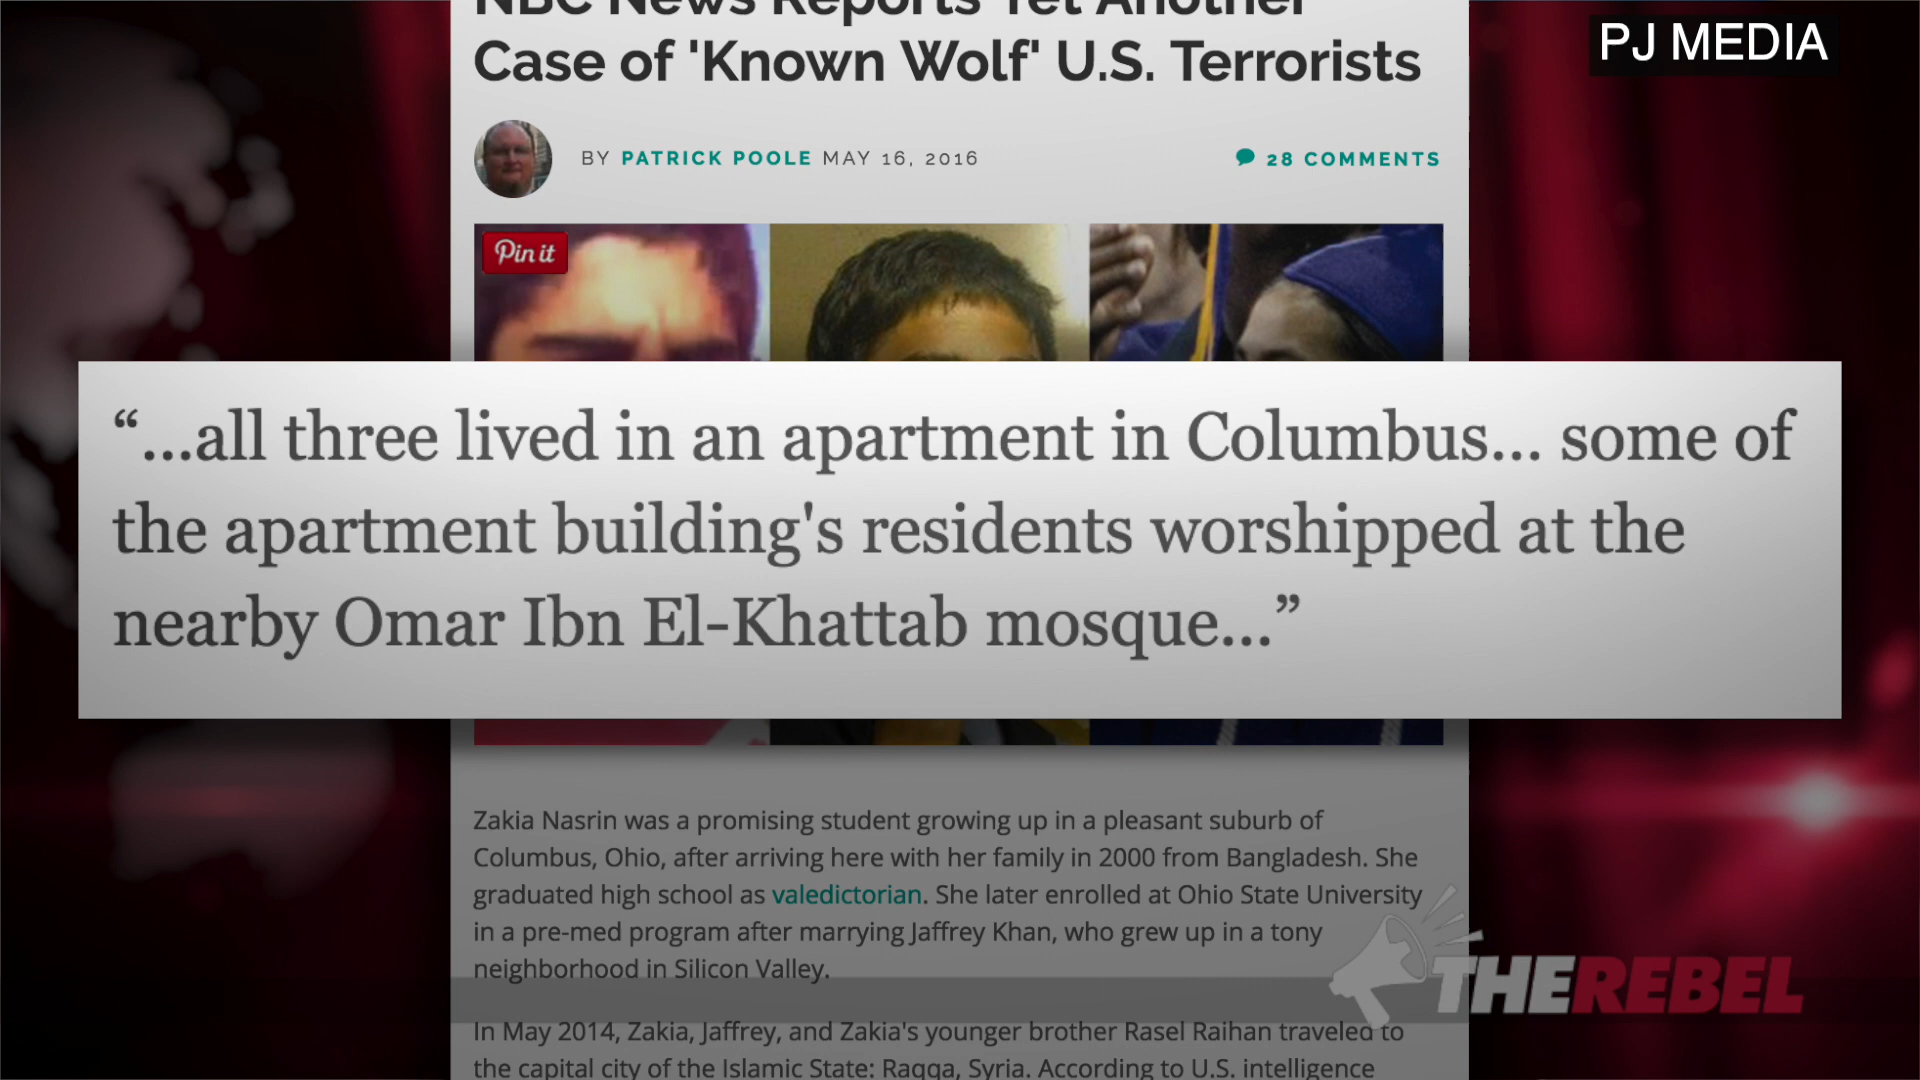 NBC News Reports Yet Another
Case of 'Known Wolf' U.S. Terrorists
PJ MEDIA
BY PATRICK POOLE MAY 16, 2016
28 COMMENTS
Pin it
“...all three lived in an apartment in Columbus... some of
the apartment building's residents worshipped at the
nearby Omar Ibn El-Khattab mosque...”
Zakia Nasrin was a promising student growing up in a pleasant suburb of
Columbus, Ohio, after arriving here with her family in 2000 from Bangladesh. She
graduated high school as valedictorian. She later enrolled at Ohio State University
in a pre-med program after marrying Jaffrey Khan, who grew up in a tony
neighborhood in Silicon Valley.
THEREBEL
In May 2014, Zakia, Jaffrey, and Zakia's younger brother Rasel Raihan traveled to
the capital city of the Islamic State: Raqqa, Syria. According to U.S. intelligence